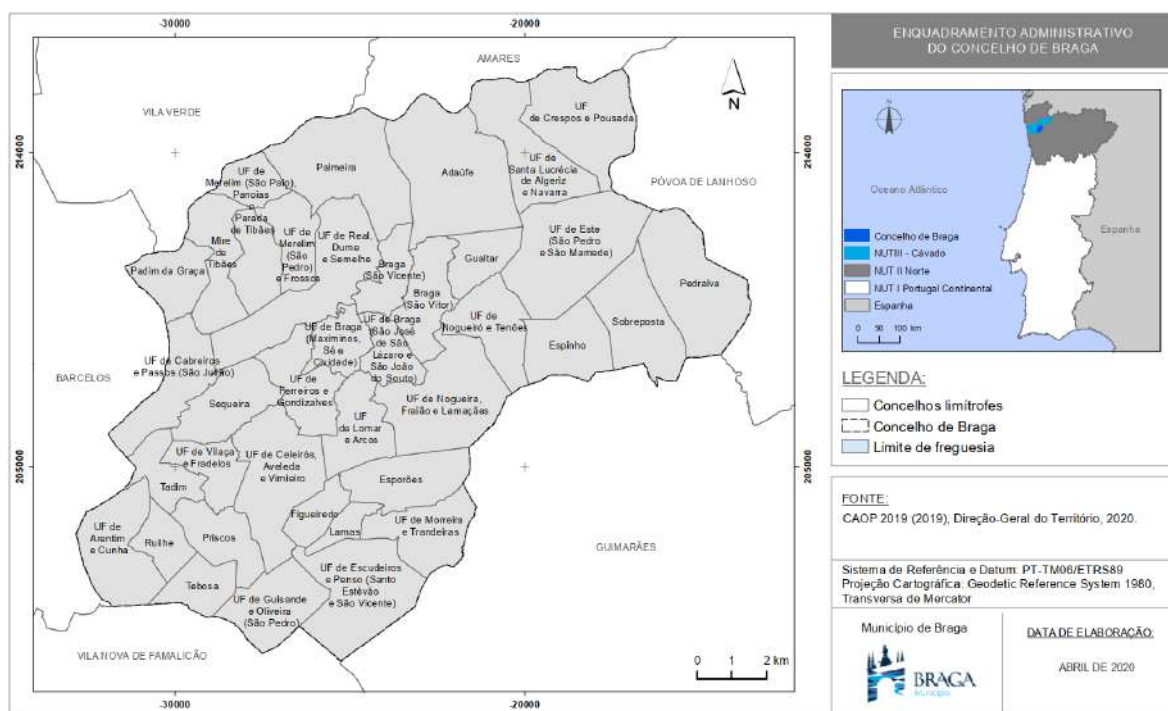 -30000
-20000
AMARES
VILA VERDE
N
UF
de Crespos e Pousada
214000
214000
Palmeira
Adaúfe
UF de
Santa Lucrécia
de Algeriz
e Navarra
PÓVOA DE LANHOSO
UF de
Merelim (São Paio),
Panoias
e
Parada
de Tibães
Mire
de
Tibães
UF de
Merelim
(São
Pedro) e
Frossos
UF de Real,
Dume
e Semelhe
Braga
(São Vicente)
Gualtar
UF de Este
(São Pedro
e São Mamede)
Padim da Graça
Pedralva
Braga
(São Vítor)
UF de
Nogueiró e Tenões
Sobreposta
Espinho
UF de Braga
(Maximinos,
Sé e
Cividade)
UF de Braga
(São José
de São
Lázaro e
São João
do Souto)
UF de Cabreiros
e Passos (São Julião)
BARCELOS
UF de
Ferreiros e
Gondizalves
Sequeira
UF de Nogueira,
Fraião e Lamaçães
UF
de Lomar
e Arcos
UF de Vilaça
e Fradelos
UF de Celeirós,
Aveleda
e Vimieiro
205000
205000
Tadim
Esporões
Figueiredo
Lamas
UF de Morreira
e Trandeiras
UF de
Arentim
e Cunha
Ruilhe
Priscos
GUIMARÃES
Tebosa
UF de Escudeiros
e Penso (Santo
Estêvão
e São Vicente)
UF de Guisande
e Oliveira
(São Pedro)
VILA NOVA DE FAMALICÃO
0 1 2 km
-30000
-20000
ENQUADRAMENTO ADMINISTRATIVO
DO CONCELHO DE BRAGA
N
Oceano Atlântico
Espanha
Concelho de Braga
NUTIII - Cávado
NUT II Norte
NUT I Portugal Continental
Espanha
0 50 100 km
LEGENDA:
Concelhos limítrofes
Concelho de Braga
Limite de freguesia
FONTE:
CAOP 2019 (2019), Direção-Geral do Território, 2020.
Sistema de Referência e Datum: PT-TM06/ETRS89
Projeção Cartográfica: Geodetic Reference System 1980,
Transversa de Mercator
Município de Braga
BRAGA
Município
DATA DE ELABORAÇÃO:
ABRIL DE 2020